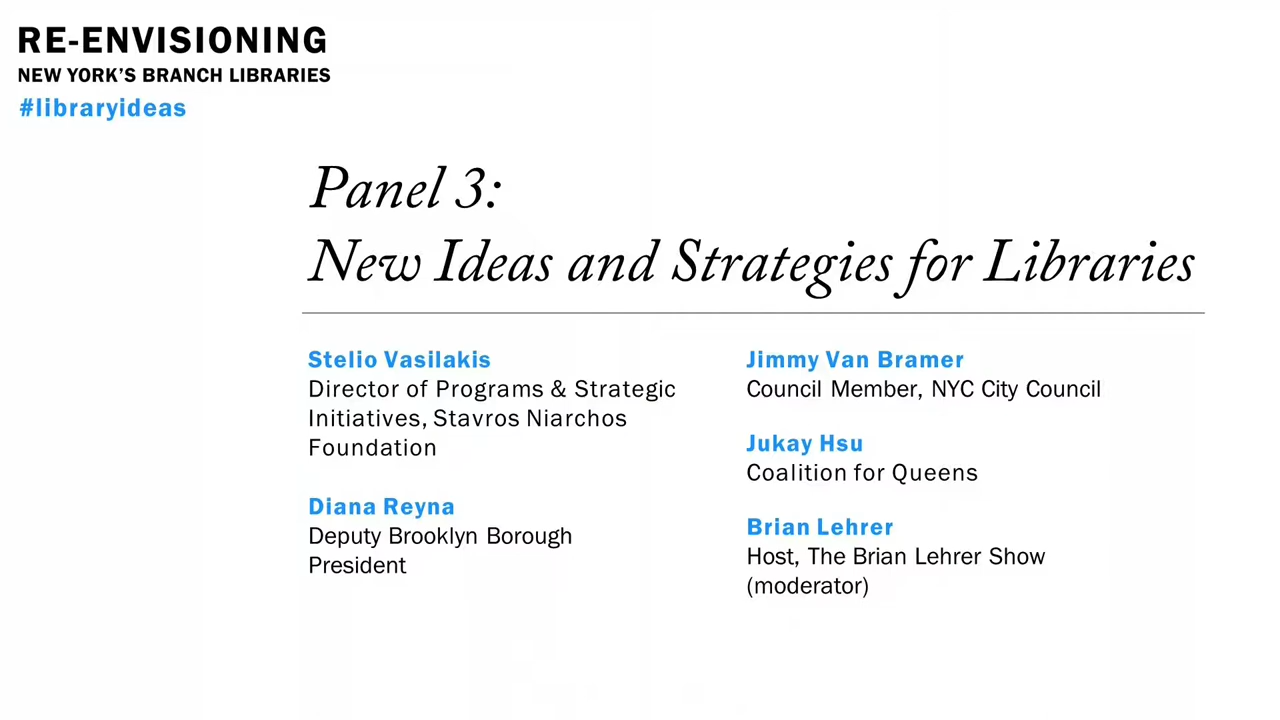 RE-ENVISIONING
NEW YORK'S BRANCH LIBRARIES
#libraryideas
Panel 3:
New Ideas and Strategies for Libraries
Stelio Vasilakis
Director of Programs & Strategic
Initiatives, Stavros Niarchos
Foundation
Diana Reyna
Deputy Brooklyn Borough
President
Jimmy Van Bramer
Council Member, NYC City Council
Jukay Hsu
Coalition for Queens
Brian Lehrer
Host, The Brian Lehrer Show
(moderator)